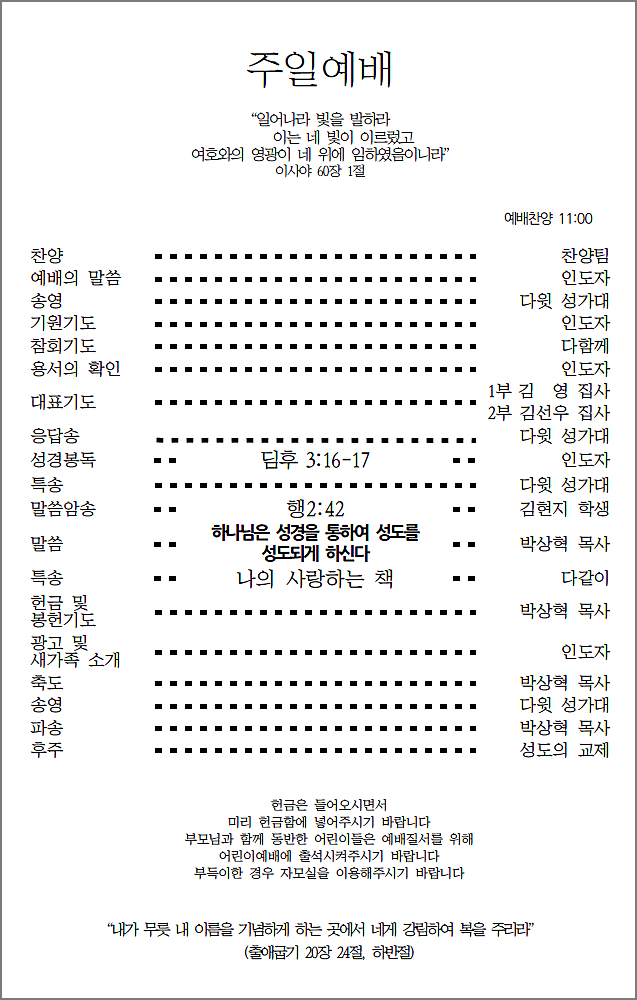 주일예배
“일어나라 빛을 발하라
이는 네 빛이 이르렀고
여호와의 영광이 네 위에 임하였음이니라”
이사야 60장 1절
예배찬양 11:00
찬양 찬양팀
예배의 말씀 인도자
송영 다윗 성가대
기원기도 인도자
참회기도 다함께
용서의 확인 인도자
대표기도 1부 김 영 집사
2부 김선우 집사
응답송 다윗 성가대
성경봉독 딤후 3:16-17 인도자
특송 다윗 성가대
말씀암송 행2:42 김현지 학생
말씀 하나님은 성경을 통하여 성도를 성도되게 하신다 박상혁 목사
특송 나의 사랑하는 책 다같이
헌금 및
봉헌기도 박상혁 목사
광고 및
새가족 소개 인도자
축도 박상혁 목사
송영 다윗 성가대
파송 박상혁 목사
후주 성도의 교제
헌금은 들어오시면서
미리 헌금함에 넣어주시기 바랍니다
부모님과 함께 동반한 어린이들은 예배질서를 위해
어린이예배에 출석시켜주시기 바랍니다
부득이한 경우 자모실을 이용해주시기 바랍니다
“내가 무릇 내 이름을 기념하게 하는 곳에서 네게 강림하여 복을 주리라”
(출애굽기 20장 24절, 하반절)